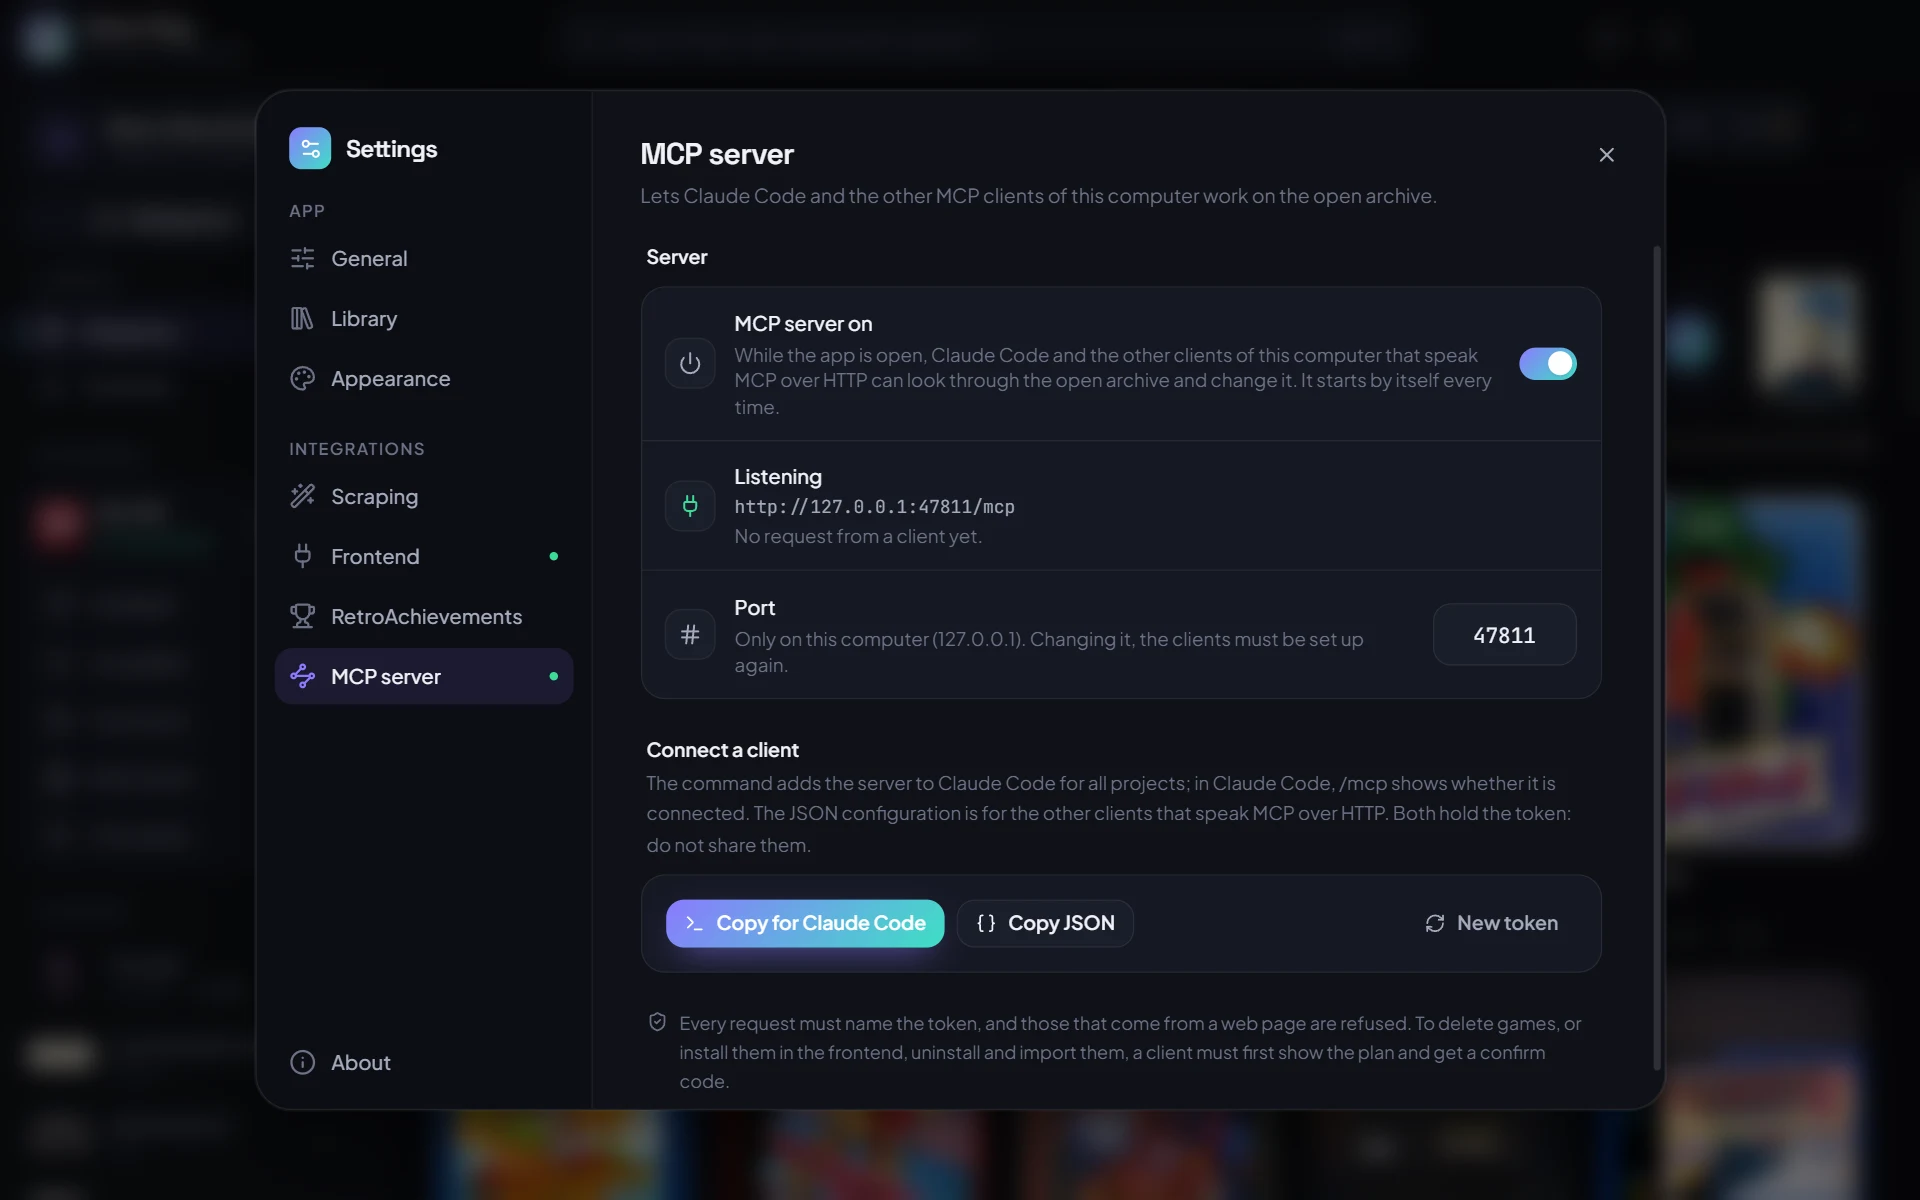 Settings
APP
General
Library
Appearance
INTEGRATIONS
Scraping
Frontend
RetroAchievements
MCP server
About
MCP server
Lets Claude Code and the other MCP clients of this computer work on the open archive.
Server
MCP server on
While the app is open, Claude Code and the other clients of this computer that speak
MCP over HTTP can look through the open archive and change it. It starts by itself every
time.
Listening
http://127.0.0.1:47811/mcp
No request from a client yet.
Port
Only on this computer (127.0.0.1). Changing it, the clients must be set up
again.
47811
Connect a client
The command adds the server to Claude Code for all projects; in Claude Code, /mcp shows whether it is
connected. The JSON configuration is for the other clients that speak MCP over HTTP. Both hold the token:
do not share them.
Copy for Claude Code
Copy JSON
New token
Every request must name the token, and those that come from a web page are refused. To delete games, or
install them in the frontend, uninstall and import them, a client must first show the plan and get a confirm
code.